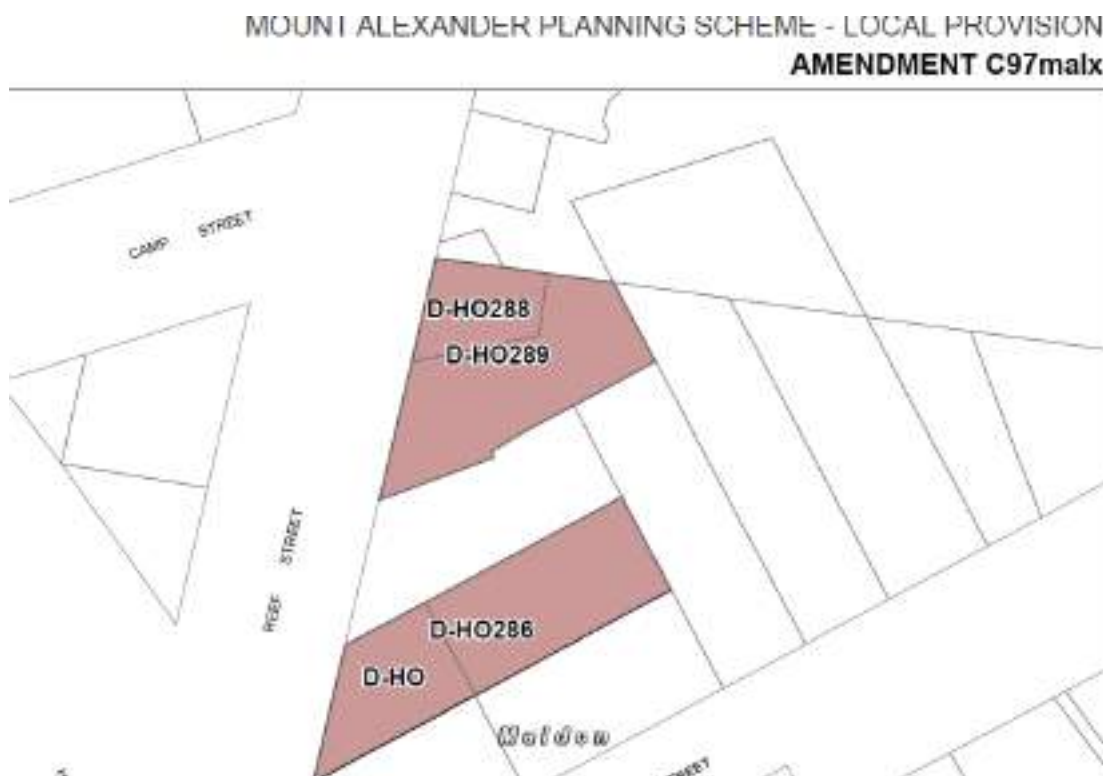 MOUNT ALEXANDER PLANNING SCHEME - LOCAL PROVISION
AMENDMENT C97malx
CAMP STREET
D-HO288
D-HO289
REEF STREET
D-HO286
D-HO
Maldon
STREET